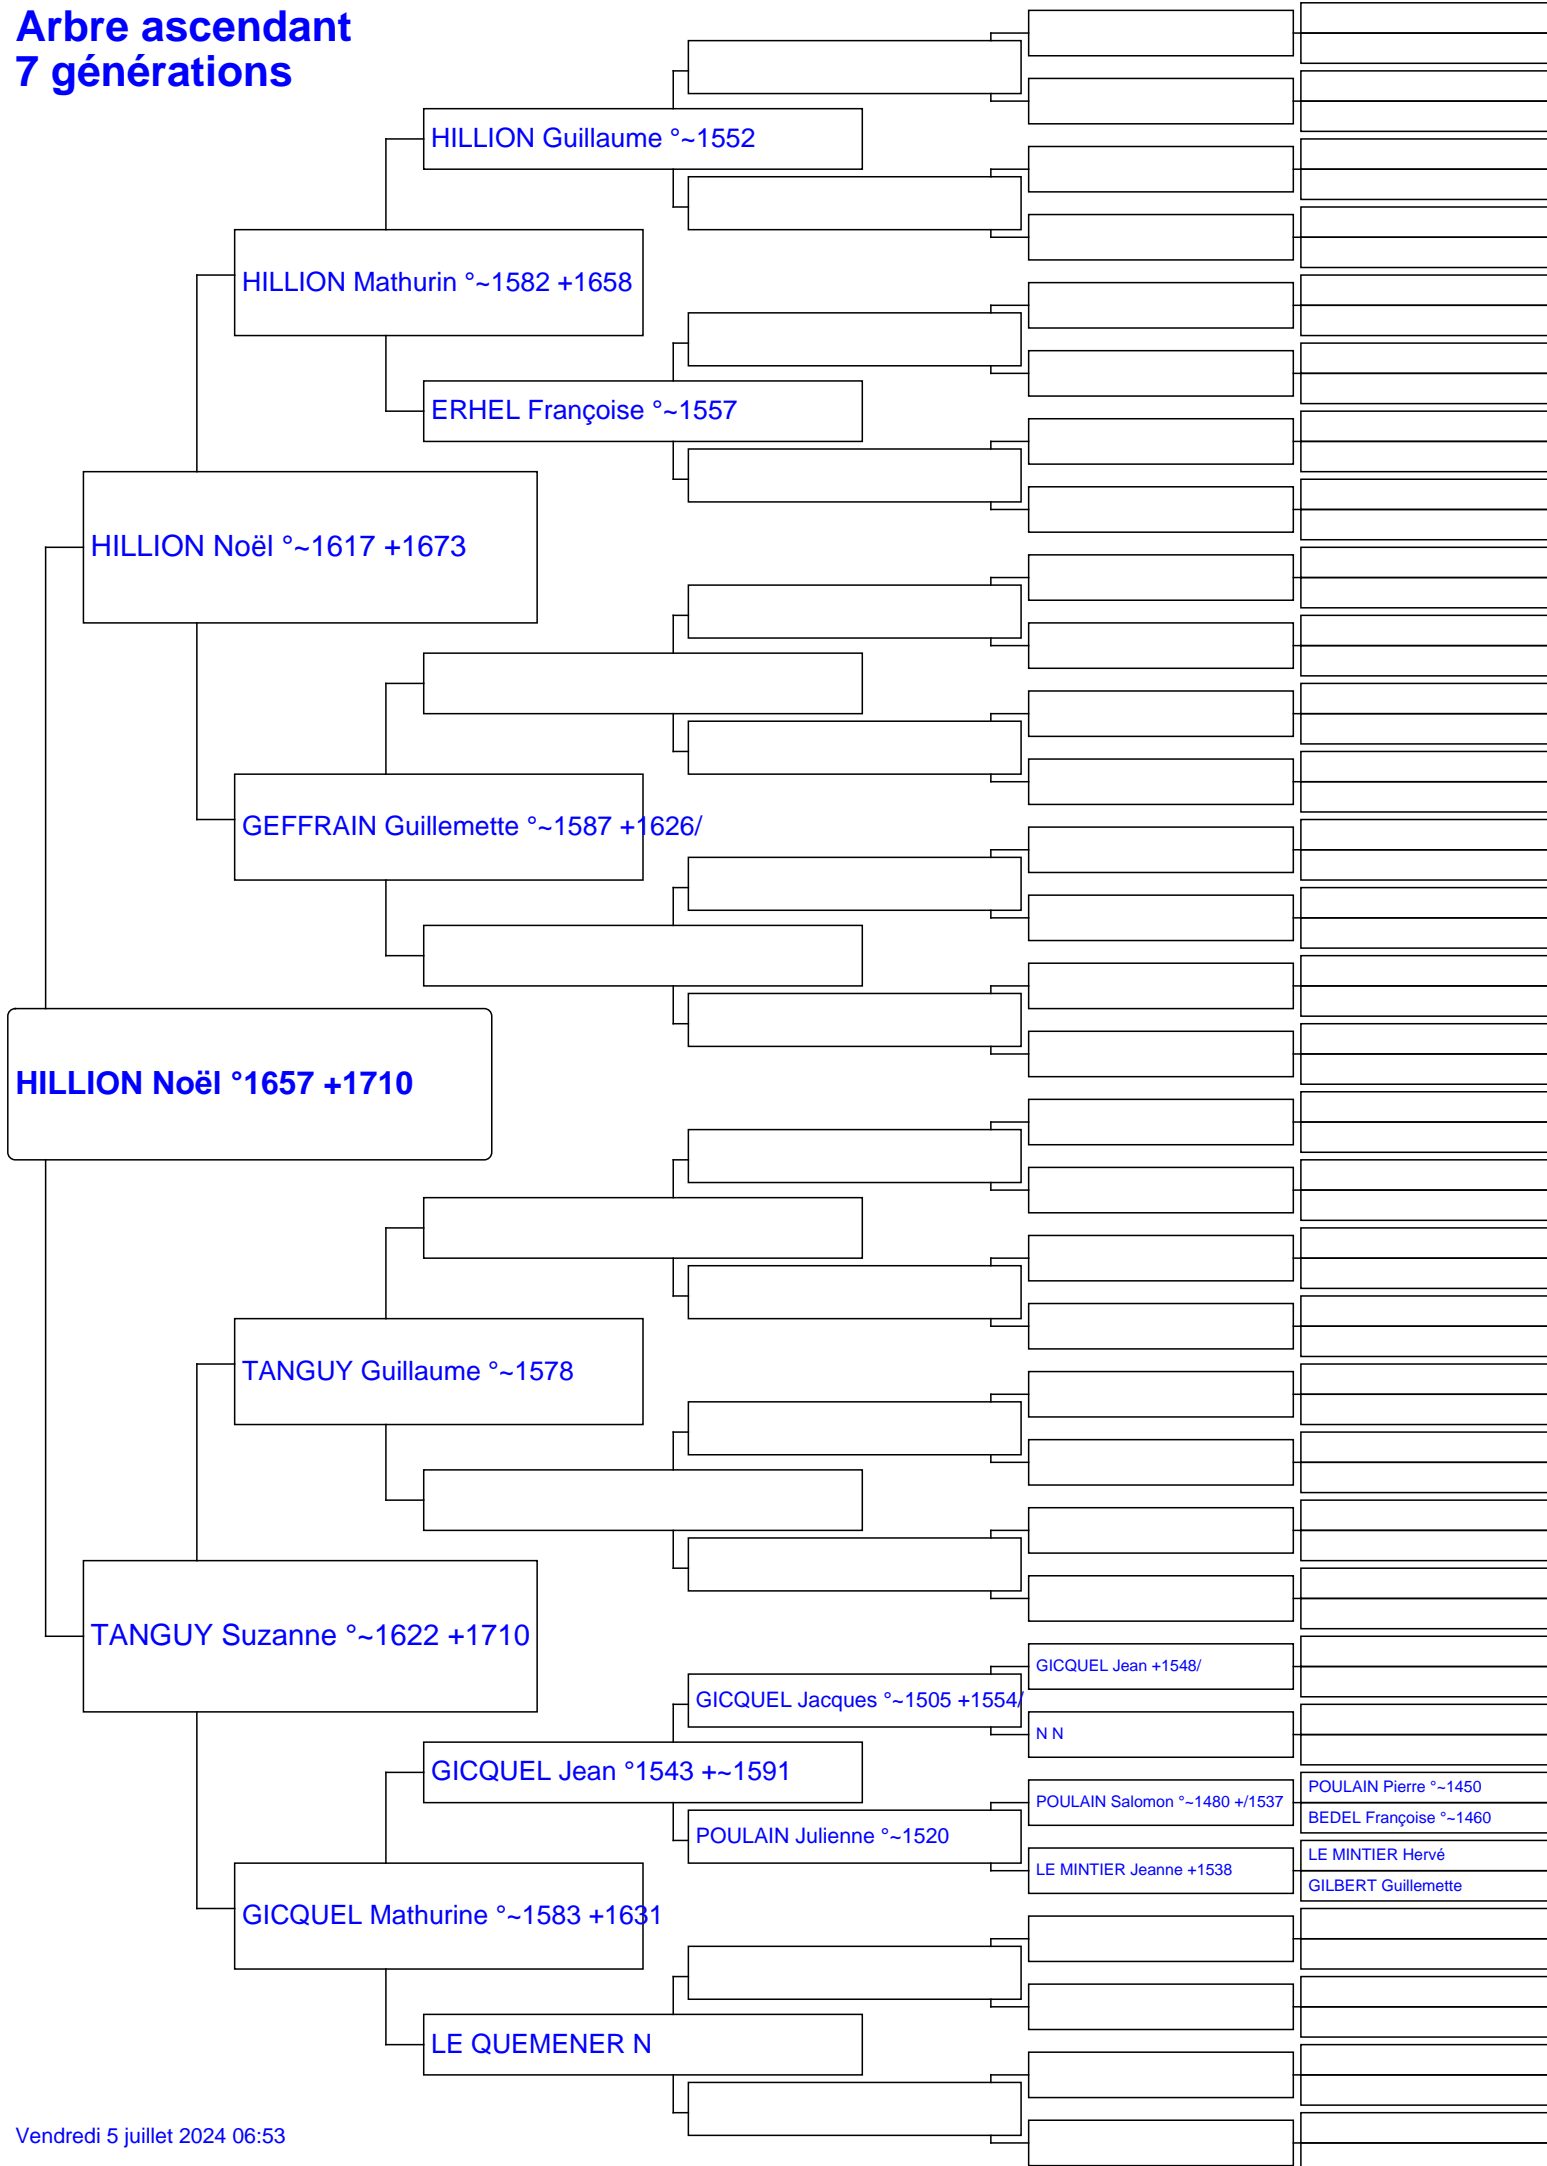 Arbre ascendant
7 générations
HILLION Guillaume °~1552
HILLION Mathurin °~1582 +1658
ERHEL Françoise °~1557
HILLION Noël °~1617 +1673
GEFFRAIN Guillemette °~1587 +1626/
HILLION Noël °1657 +1710
TANGUY Guillaume °~1578
TANGUY Suzanne °~1622 +1710
GICQUEL Jean +1548/
GICQUEL Jacques °~1505 +1554/
N N
GICQUEL Jean °1543 +~1591
POULAIN Pierre °~1450
POULAIN Salomon °~1480 +/1537
BEDEL Françoise °~1460
POULAIN Julienne °~1520
LE MINTIER Hervé
LE MINTIER Jeanne +1538
GILBERT Guillemette
GICQUEL Mathurine °~1583 +1631
LE QUEMENER N
Vendredi 5 juillet 2024 06:53